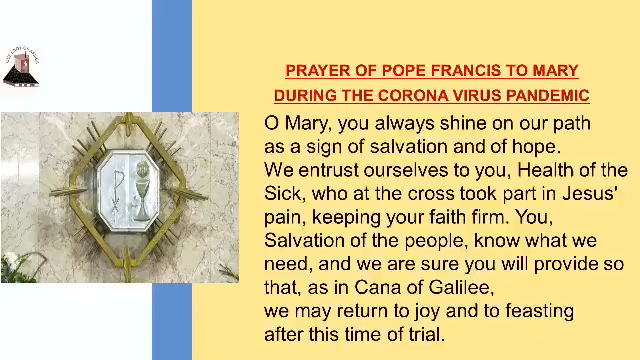 PRAYER OF POPE FRANCIS TO MARY
DURING THE CORONA VIRUS PANDEMIC
O Mary, you always shine on our path
as a sign of salvation and of hope.
We entrust ourselves to you, Health of the
Sick, who at the cross took part in Jesus'
pain, keeping your faith firm. You,
Salvation of the people, know what we
need, and we are sure you will provide so
that, as in Cana of Galilee,
we may return to joy and to feasting
after this time of trial.